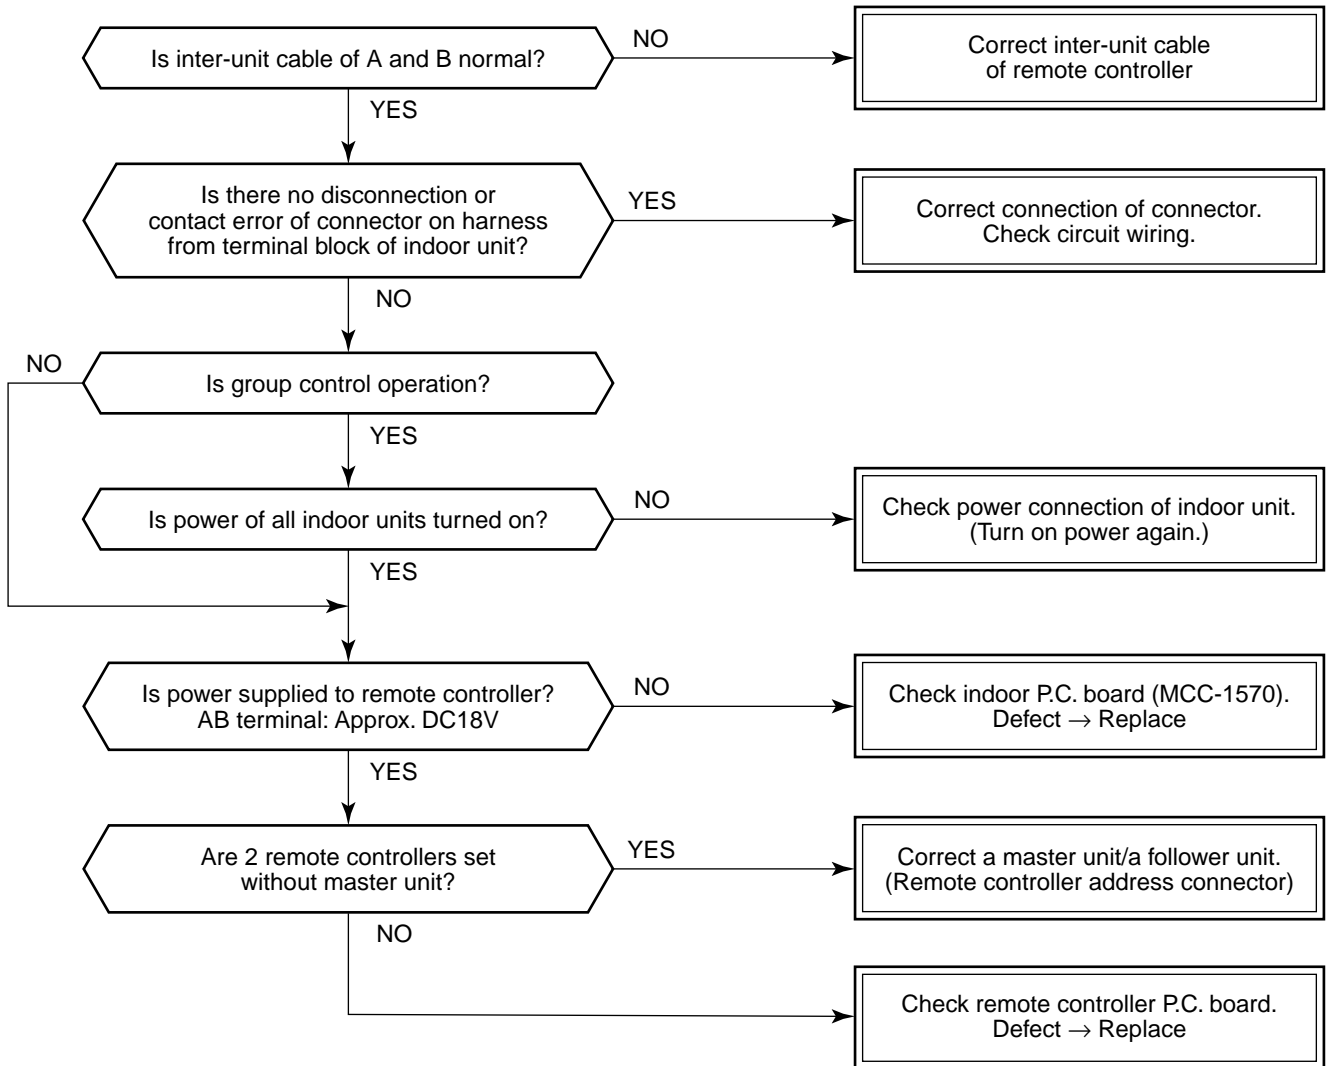 Is inter-unit cable of A and B normal?
NO
Correct inter-unit cable
of remote controller
YES
Is there no disconnection or
contact error of connector on harness
from terminal block of indoor unit?
YES
Correct connection of connector.
Check circuit wiring.
NO
NO
Is group control operation?
YES
Is power of all indoor units turned on?
NO
Check power connection of indoor unit.
(Turn on power again.)
YES
Is power supplied to remote controller?
AB terminal: Approx. DC18V
NO
Check indoor P.C. board (MCC-1570).
Defect → Replace
YES
Are 2 remote controllers set
without master unit?
YES
Correct a master unit/a follower unit.
(Remote controller address connector)
NO
Check remote controller P.C. board.
Defect → Replace